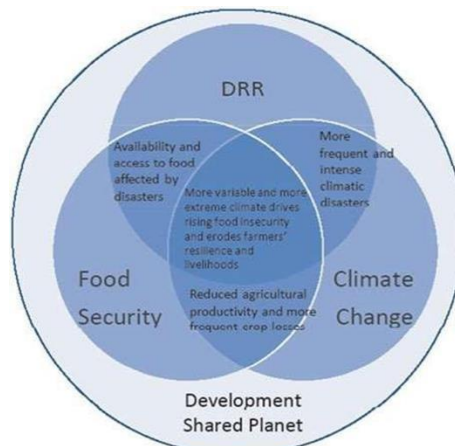 DRR
Availability and
access to food
affected by
disasters
More
frequent and
intense
climatic
disasters
More variable and more
extreme climate drives
rising food insecurity
and erodes farmers'
resilience and
livelihoods
Food
Security
Climate
Change
Reduced agricultural
productivity and more
frequent crop losses
Development
Shared Planet